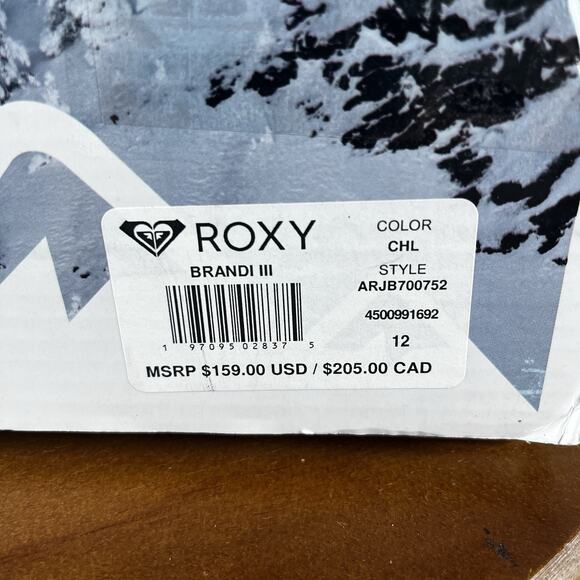 ROXY
BRANDI III
1 97095 02837 5
MSRP $159.00 USD / $205.00 CAD
COLOR
CHL
STYLE
ARJB700752
4500991692
12